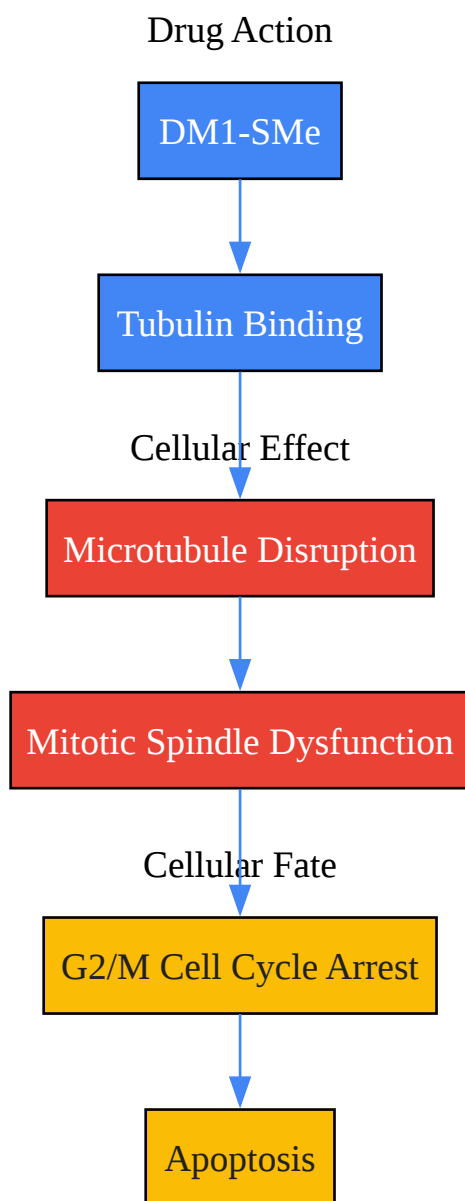 Drug Action
DM1-SMe
Tubulin Binding
Cellular Effect
Microtubule Disruption
Mitotic Spindle Dysfunction
Cellular Fate
G2/M Cell Cycle Arrest
Apoptosis